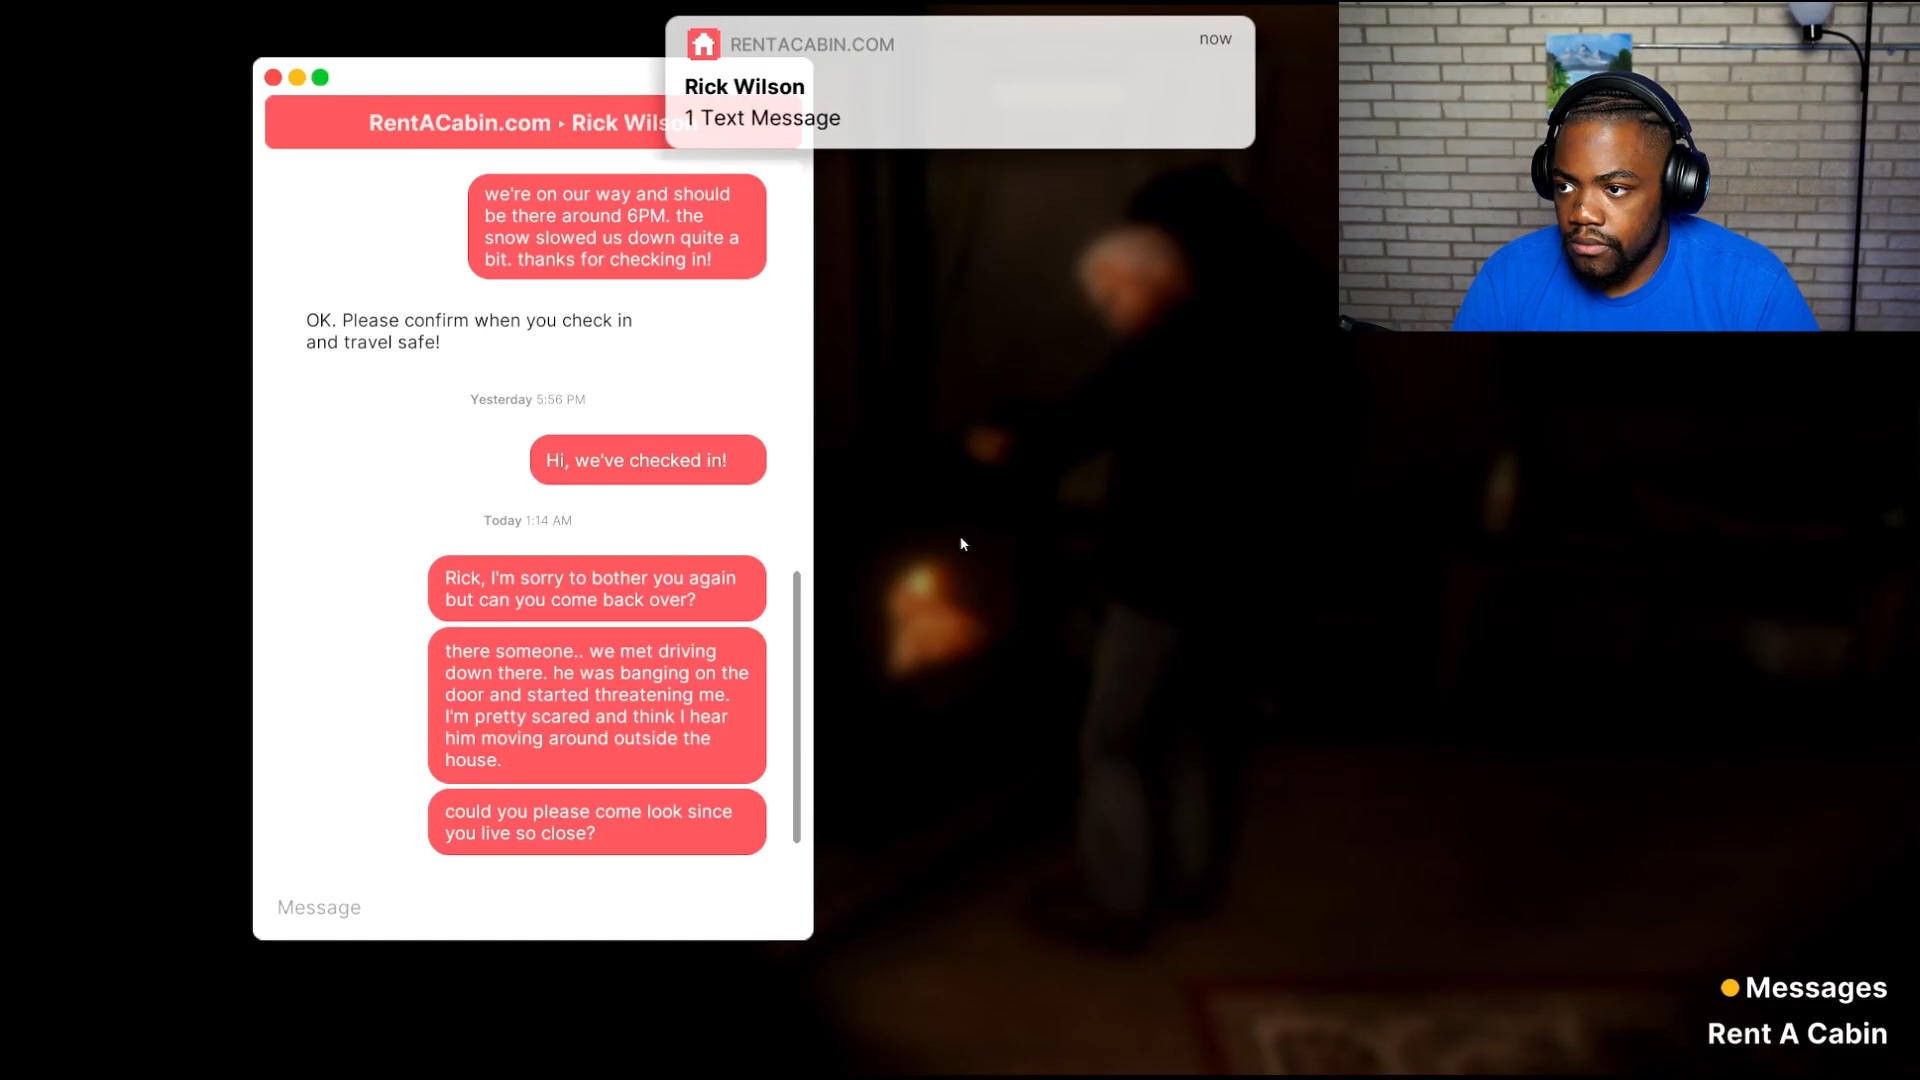 RENTACABIN.COM
now
Rick Wilson
1 Text Message
RentACabin.com ▸ Rick Wilson
we're on our way and should
be there around 6PM. the
snow slowed us down quite a
bit. thanks for checking in!
OK. Please confirm when you check in
and travel safe!
Yesterday 5:56 PM
Hi, we've checked in!
Today 1:14 AM
Rick, I'm sorry to bother you again
but can you come back over?
there someone.. we met driving
down there. he was banging on the
door and started threatening me.
I'm pretty scared and think I hear
him moving around outside the
house.
could you please come look since
you live so close?
Message
Messages
Rent A Cabin